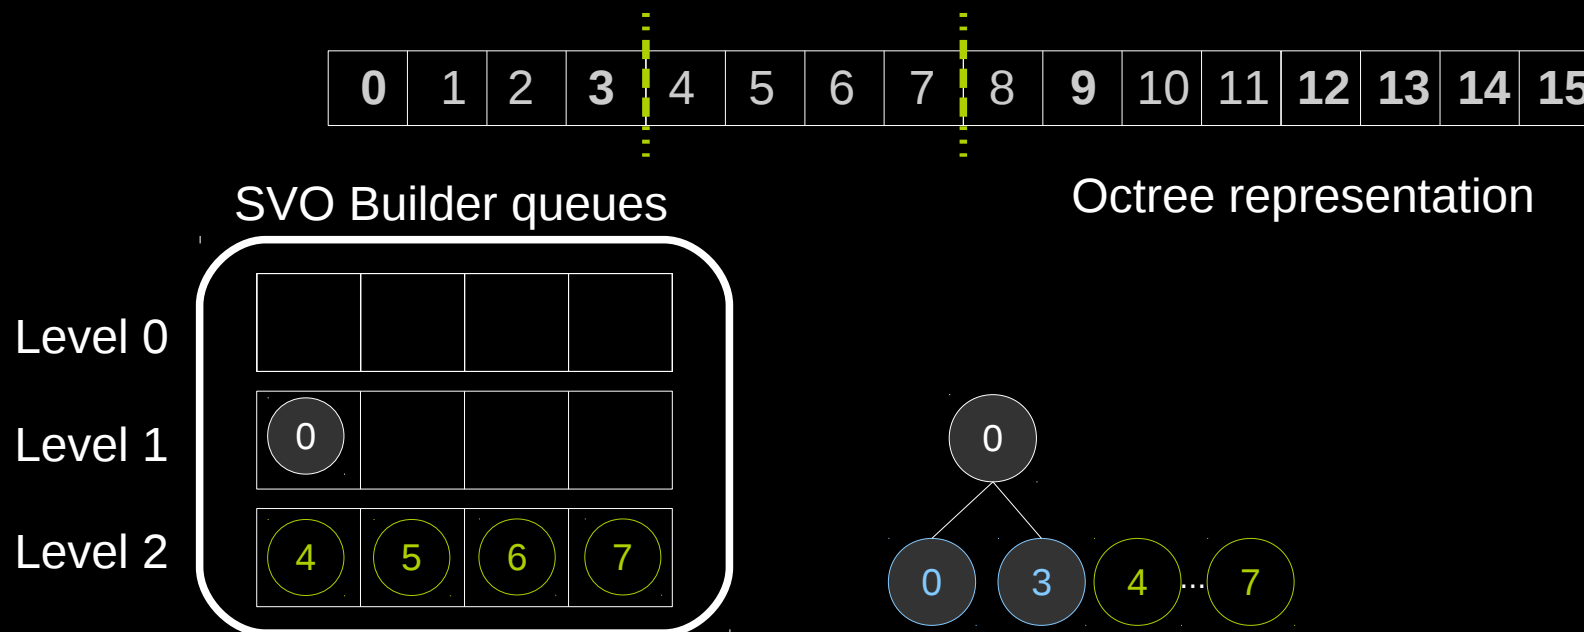 0 1 2 3 4 5 6 7 8 9 10 11 12 13 14 15
SVO Builder queues
Octree representation
Level 0
Level 1
0
0
Level 2
4 5 6 7
0 3 4 ... 7